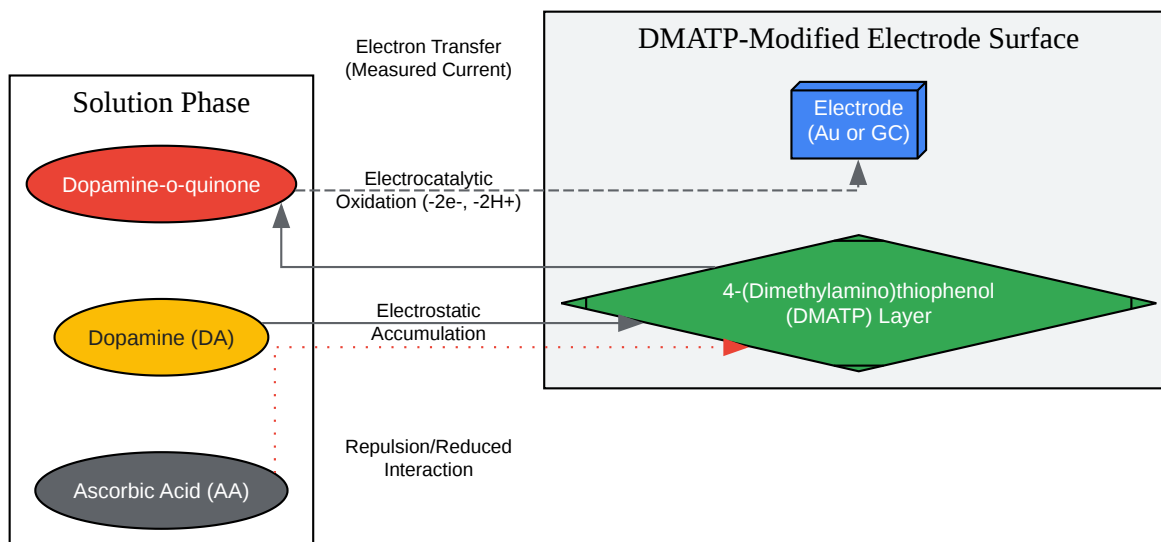 DMATP-Modified Electrode Surface
Electron Transfer
(Measured Current)
Solution Phase
Electrode
(Au or GC)
Dopamine-o-quinone
Electrocatalytic
Oxidation (-2e-, -2H+)
4-(Dimethylamino)thiophenol
(DMATP) Layer
Dopamine (DA)
Electrostatic
Accumulation
Repulsion/Reduced
Interaction
Ascorbic Acid (AA)